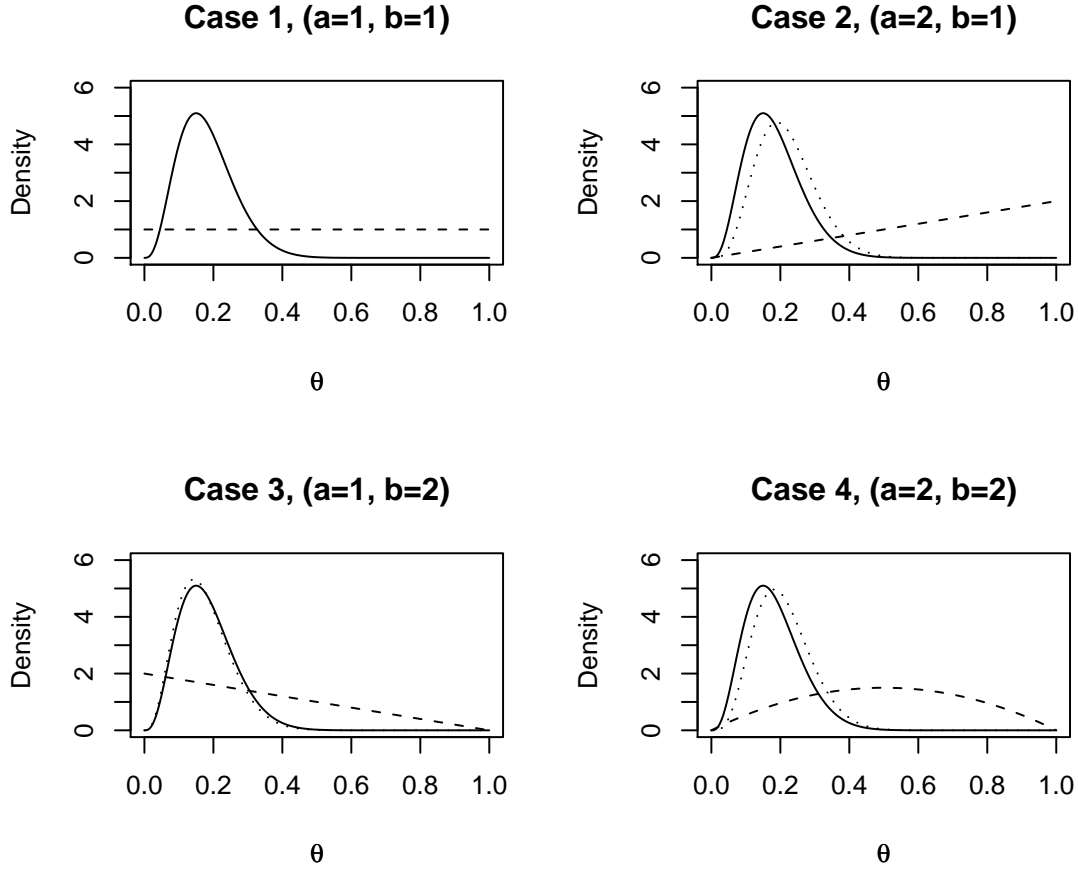 Case 1, (a=1, b=1)
Density
0 2 4 6
0.0 0.2 0.4 0.6 0.8 1.0
θ
Case 2, (a=2, b=1)
Density
0 2 4 6
0.0 0.2 0.4 0.6 0.8 1.0
θ
Case 3, (a=1, b=2)
Density
0 2 4 6
0.0 0.2 0.4 0.6 0.8 1.0
θ
Case 4, (a=2, b=2)
Density
0 2 4 6
0.0 0.2 0.4 0.6 0.8 1.0
θ